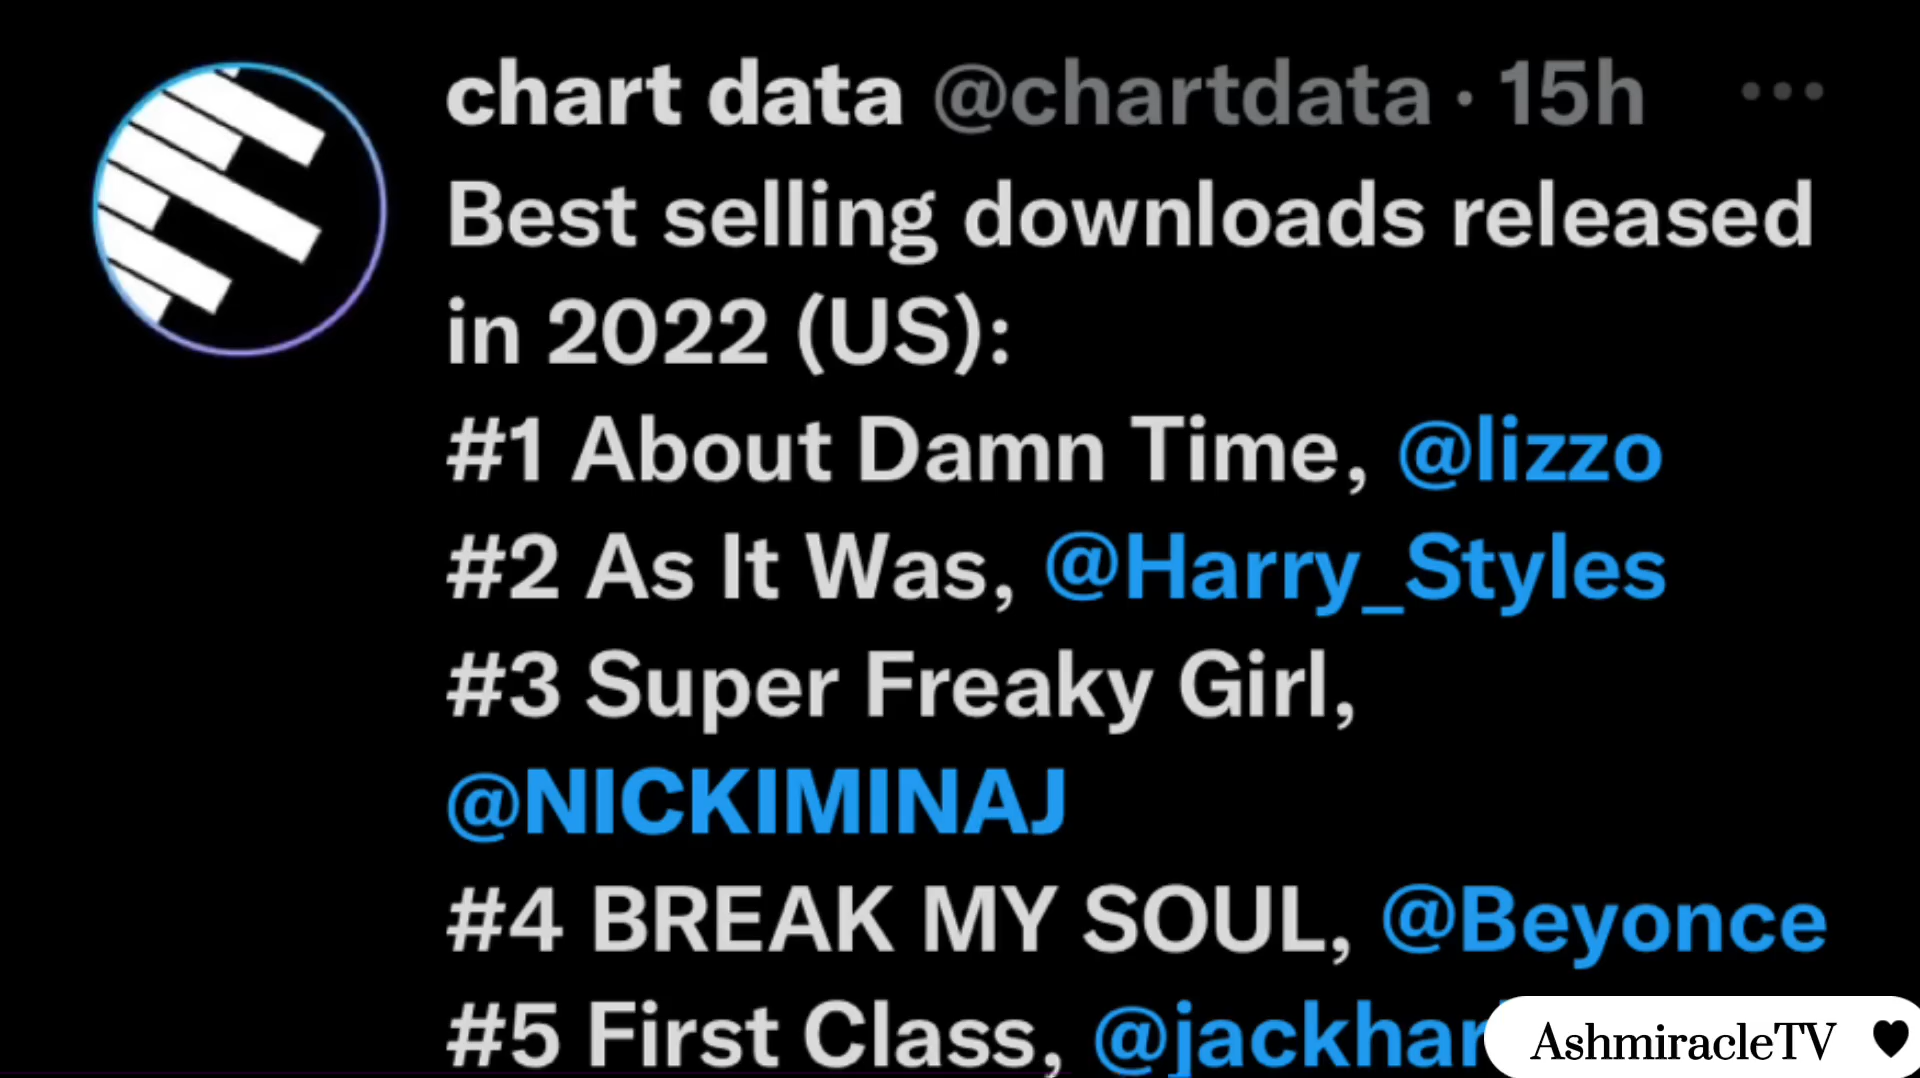 chart data @chartdata · 15h
Best selling downloads released
in 2022 (US):
#1 About Damn Time, @lizzo
#2 As It Was, @Harry_Styles
#3 Super Freaky Girl,
@NICKIMINAJ
#4 BREAK MY SOUL, @Beyonce
#5 First Class,
AshmiracleTV ♥